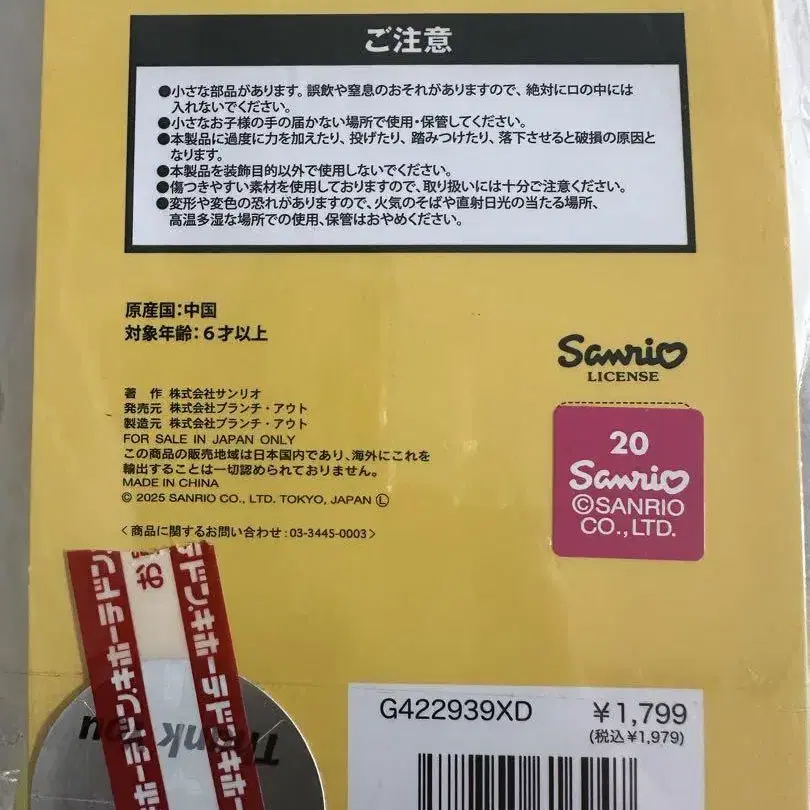 ご注意
●小さな部品があります。誤飲や窒息のおそれがありますので、絶対に口の中には
入れないでください。
●小さなお子様の手の届かない場所で使用・保管してください。
●本製品に過度に力を加えたり、投げたり、踏みつけたり、落下させると破損の原因と
なります。
●本製品を装飾目的以外で使用しないでください。
●傷つきやすい素材を使用しておりますので、取り扱いには十分ご注意ください。
●変形や変色の恐れがありますので、火気のそばや直射日光の当たる場所、
高温多湿な場所での使用、保管はおやめください。
原産国：中国
対象年齢：6才以上
Sanrio
LICENSE
著　作 株式会社サンリオ
発売元 株式会社ブランチ・アウト
製造元 株式会社ブランチ・アウト
FOR SALE IN JAPAN ONLY
この商品の販売地域は日本国内であり、海外にこれを
輸出することは一切認められておりません。
MADE IN CHINA
© 2025 SANRIO CO., LTD. TOKYO, JAPAN Ⓛ
20
Sanrio
©SANRIO
CO.,LTD.
＜商品に関するお問い合わせ：03-3445-0003＞
ドン.キホーテ
ドン.キホーテ
Thank you
G422939XD
¥1,799
(税込¥1,979)